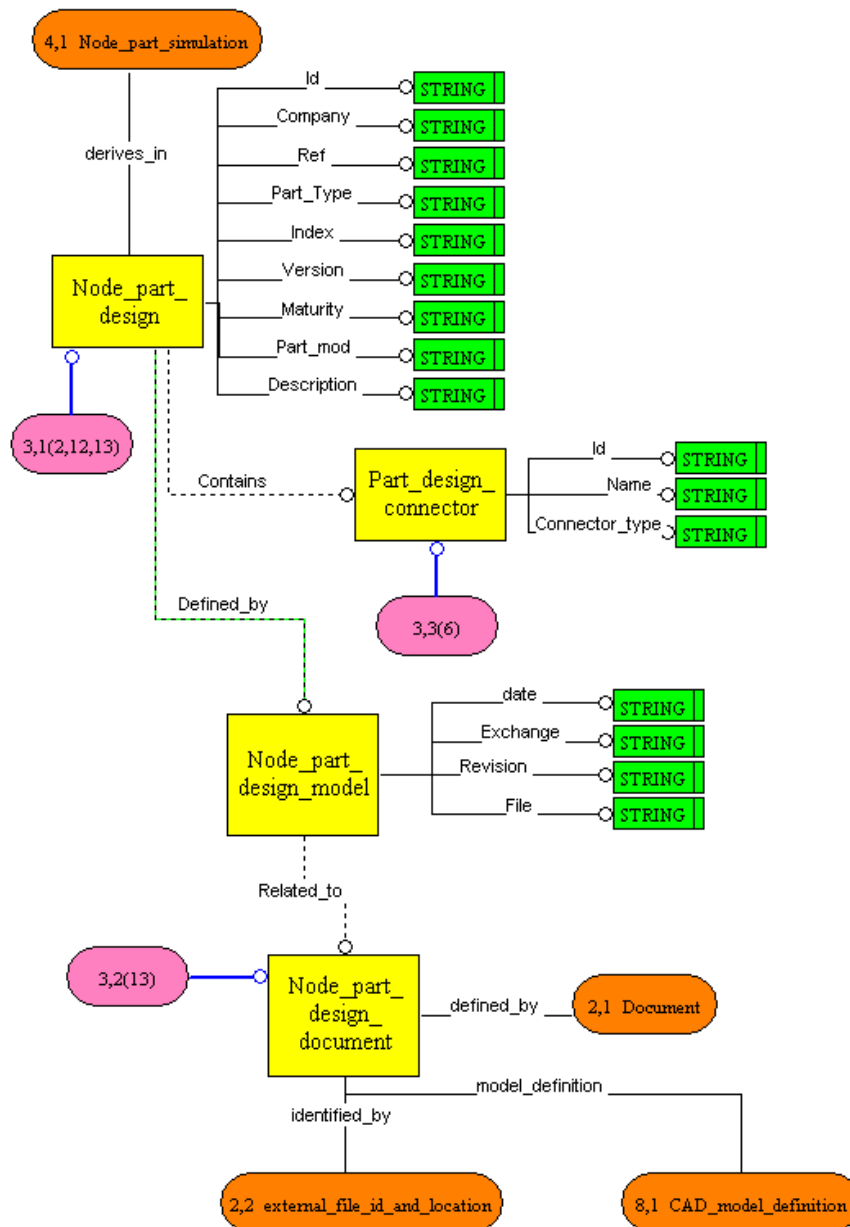 4,1 Node_part_simulation
derives_in
Id
STRING
Company
STRING
Ref
STRING
Part_Type
STRING
Index
STRING
Version
STRING
Maturity
STRING
Part_mod
STRING
Description
STRING
Node_part_
design
3,1(2,12,13)
Contains
Part_design_
connector
Id
STRING
Name
STRING
Connector_type
STRING
3,3(6)
Defined_by
Node_part_
design_model
date
STRING
Exchange
STRING
Revision
STRING
File
STRING
Related_to
3,2(13)
Node_part_
design_
document
defined_by
2,1 Document
model_definition
identified_by
2,2 external_file_id_and_location
8,1 CAD_model_definition